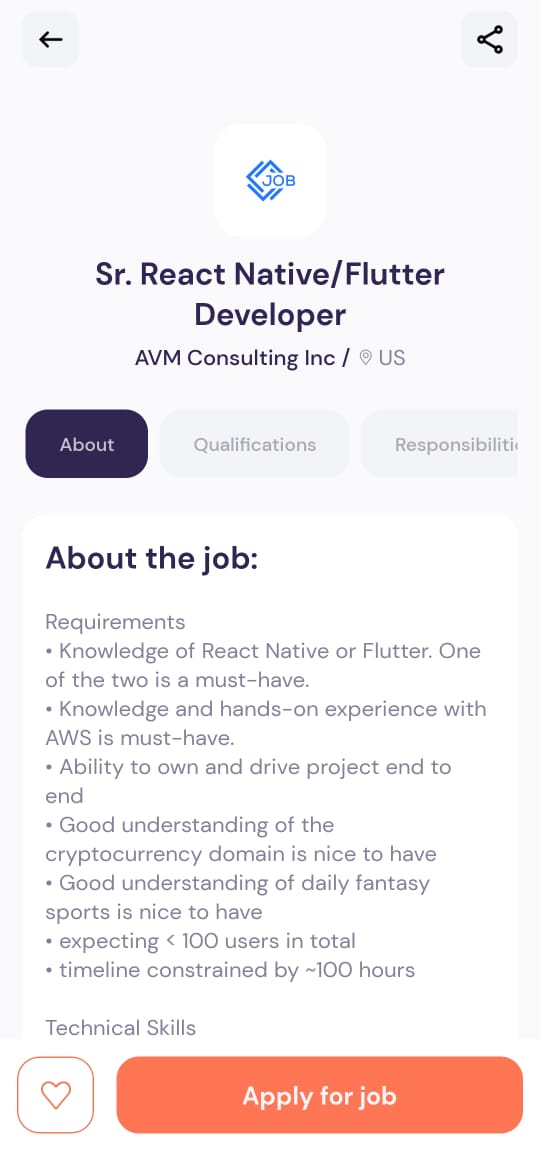 JOB
Sr. React Native/Flutter
Developer
AVM Consulting Inc / US
About Qualifications Responsibilitie
About the job:
Requirements
• Knowledge of React Native or Flutter. One
of the two is a must-have.
• Knowledge and hands-on experience with
AWS is must-have.
• Ability to own and drive project end to
end
• Good understanding of the
cryptocurrency domain is nice to have
• Good understanding of daily fantasy
sports is nice to have
• expecting < 100 users in total
• timeline constrained by ~100 hours
Technical Skills
Apply for job